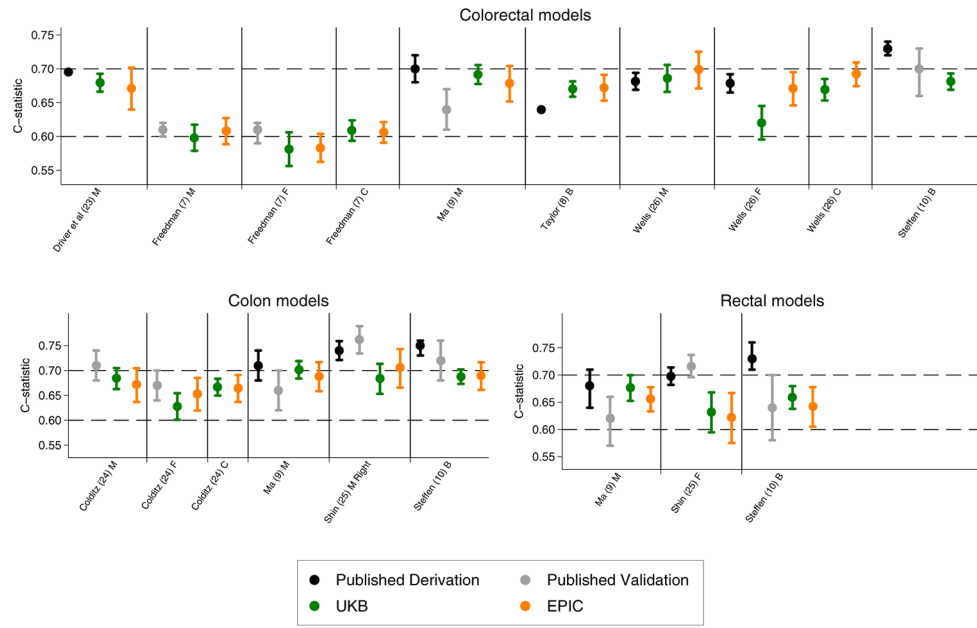 Colorectal models
C−statistic
0.75
0.70
0.65
0.60
0.55
Driver et al (23) M
Freedman (7) M
Freedman (7) F
Freedman (7) C
Ma (9) M
Taylor (8) B
Wells (26) M
Wells (26) F
Wells (26) C
Steffen (10) B
Colon models
C−statistic
0.75
0.70
0.65
0.60
0.55
Colditz (24) M
Colditz (24) F
Colditz (24) C
Ma (9) M
Shin (25) M Right
Steffen (10) B
Rectal models
C−statistic
0.75
0.70
0.65
0.60
0.55
Ma (9) M
Shin (25) F
Steffen (10) B
Published Derivation
Published Validation
UKB
EPIC